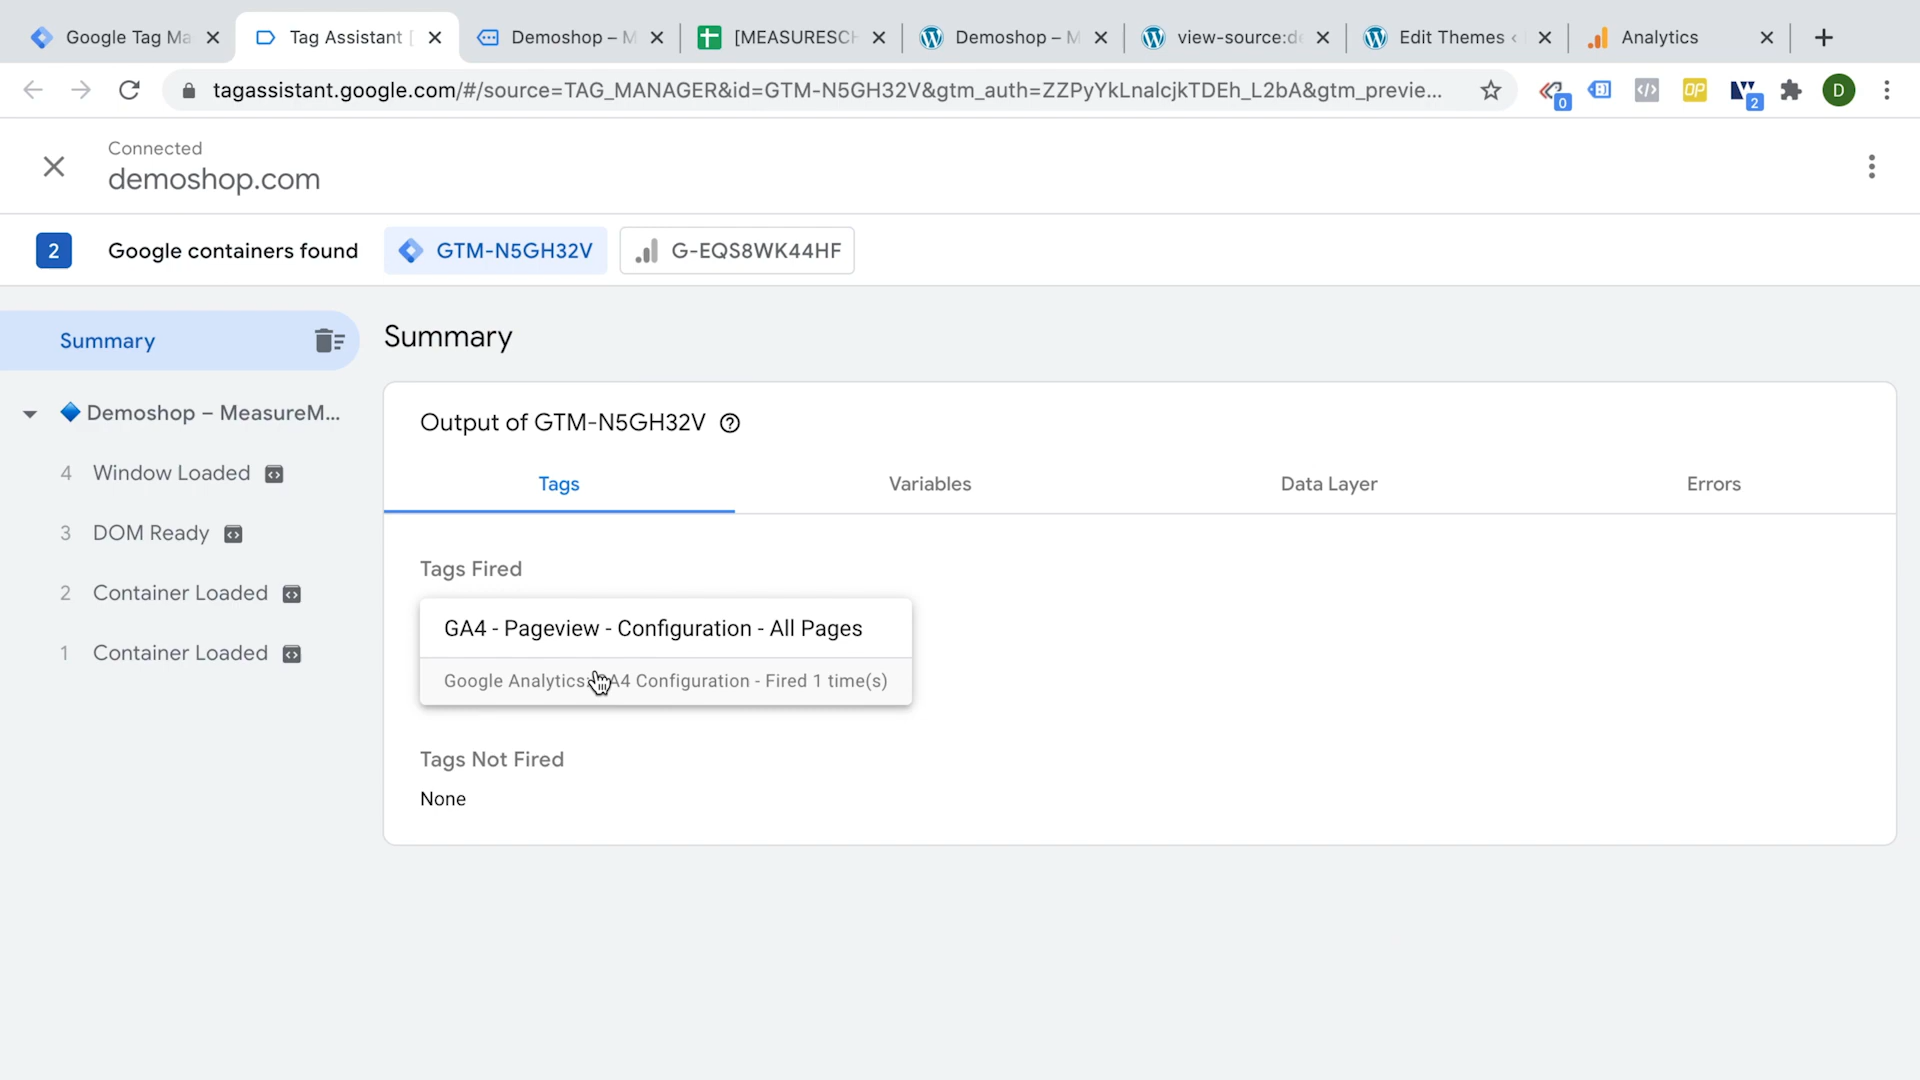 Google Tag Ma
Tag Assistant [
Demoshop – M
[MEASURESCH
Demoshop – M
view-source:de
Edit Themes ‹
Analytics
tagassistant.google.com/#/source=TAG_MANAGER&id=GTM-N5GH32V&gtm_auth=ZZPyYkLnalcjkTDEh_L2bA&gtm_previe...
0
OP
2
D
Connected
demoshop.com
2
Google containers found
GTM-N5GH32V
G-EQS8WK44HF
Summary
Demoshop – MeasureM...
4 Window Loaded
3 DOM Ready
2 Container Loaded
1 Container Loaded
Summary
Output of GTM-N5GH32V
Tags
Variables
Data Layer
Errors
Tags Fired
GA4 - Pageview - Configuration - All Pages
Google Analytics: GA4 Configuration - Fired 1 time(s)
Tags Not Fired
None